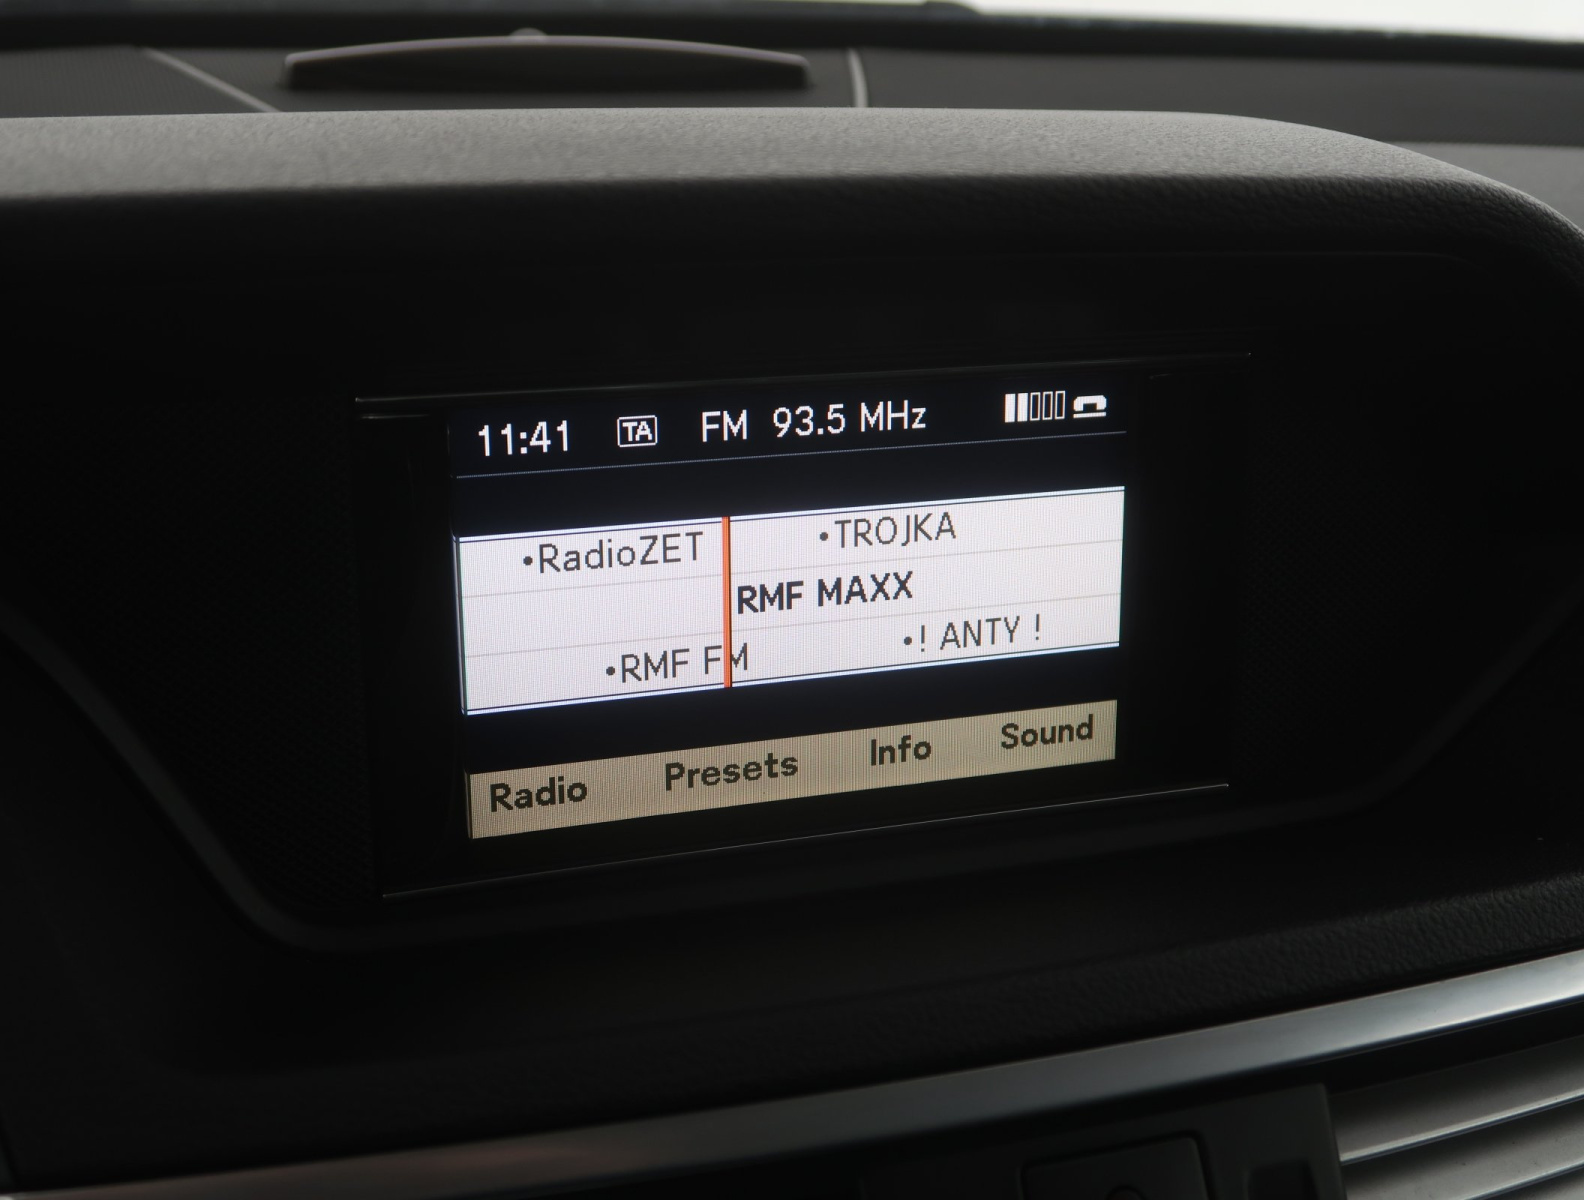 11:41 TA FM 93.5 MHz
•RadioZET •TROJKA
RMF MAXX
•RMF FM •! ANTY !
Radio Presets Info Sound